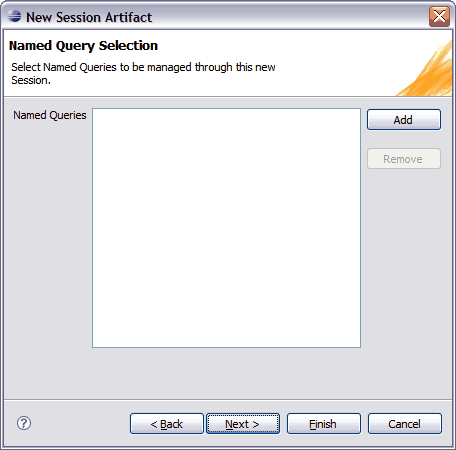 New Session Artifact
Named Query Selection
Select Named Queries to be managed through this new
Session.
Named Queries
Add
Remove
?
< Back
Next >
Finish
Cancel